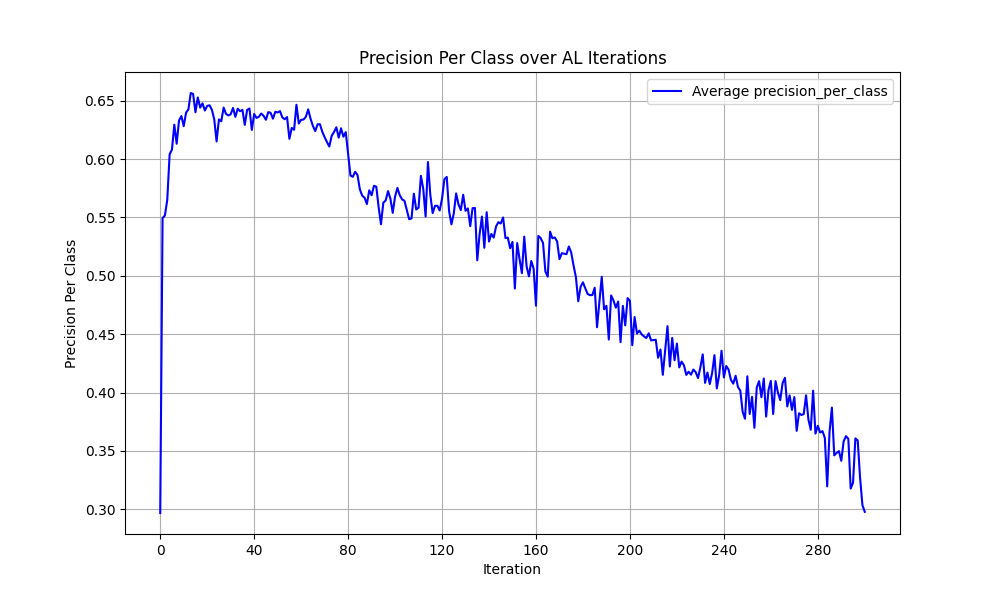 Precision Per Class over AL Iterations
Average precision_per_class
Precision Per Class
0.65
0.60
0.55
0.50
0.45
0.40
0.35
0.30
0 40 80 120 160 200 240 280
Iteration